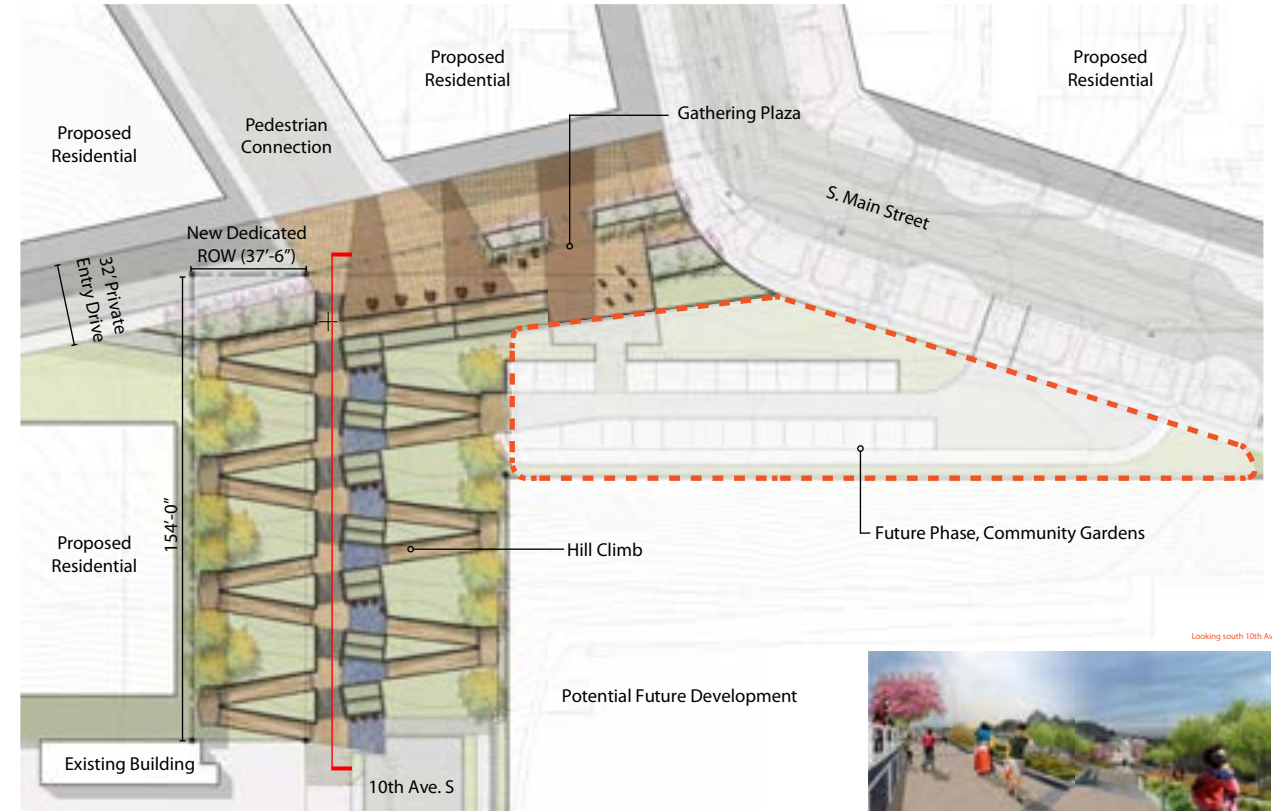 Proposed
Residential
Proposed
Residential
Gathering Plaza
Proposed
Residential
Pedestrian
Connection
S. Main Street
New Dedicated
ROW (37'-6")
32' Private
Entry Drive
154'-0"
Proposed
Residential
Hill Climb
Future Phase, Community Gardens
Looking south 10th Av
Potential Future Development
Existing Building
10th Ave. S